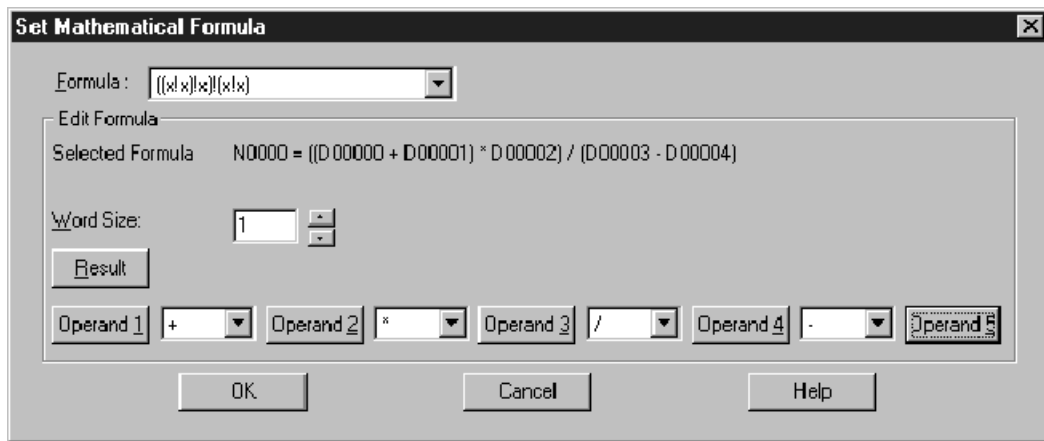 Set Mathematical Formula
Formula : ((x!x)!x)!(x!x)
Edit Formula
Selected Formula N0000 = ((D00000 + D00001) * D00002) / (D00003 - D00004)
Word Size: 1
Result
Operand 1 + Operand 2 * Operand 3 / Operand 4 - Operand 5
OK Cancel Help